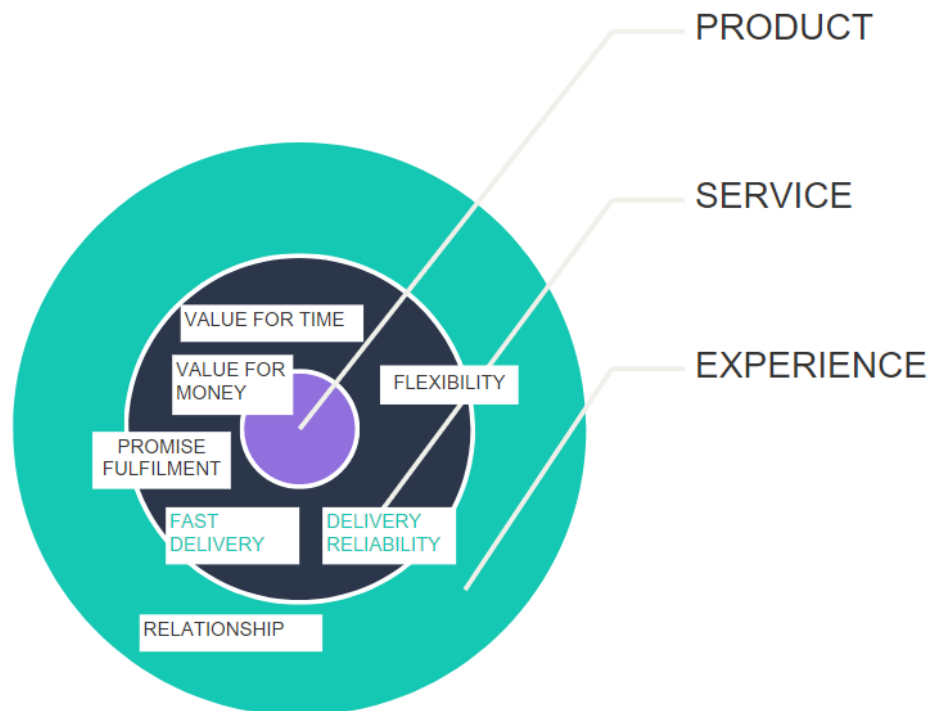 PRODUCT
SERVICE
VALUE FOR TIME
VALUE FOR
MONEY
EXPERIENCE
FLEXIBILITY
PROMISE
FULFILMENT
FAST
DELIVERY
DELIVERY
RELIABILITY
RELATIONSHIP